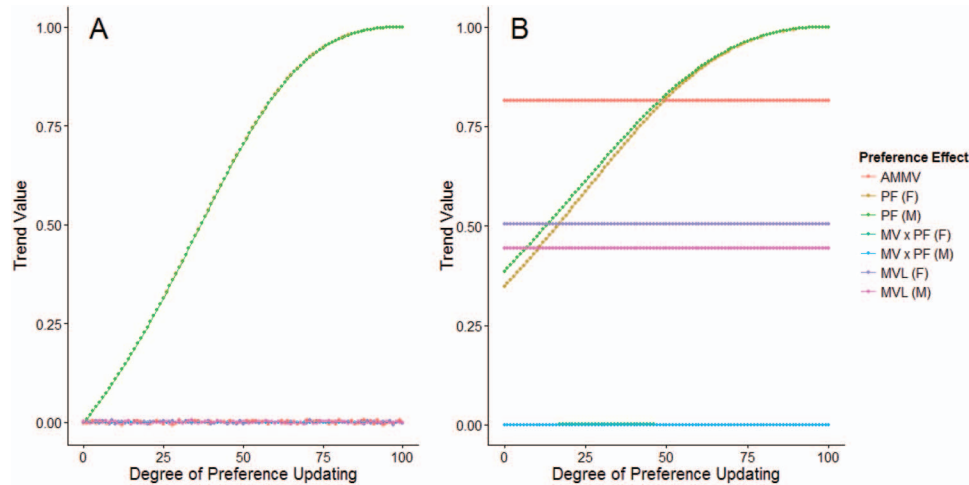 A
B
1.00
0.75
0.50
0.25
0.00
Trend Value
0
25
50
75
100
Degree of Preference Updating
1.00
0.75
0.50
0.25
0.00
Trend Value
0
25
50
75
100
Degree of Preference Updating
Preference Effect
AMMV
PF (F)
PF (M)
MV x PF (F)
MV x PF (M)
MVL (F)
MVL (M)